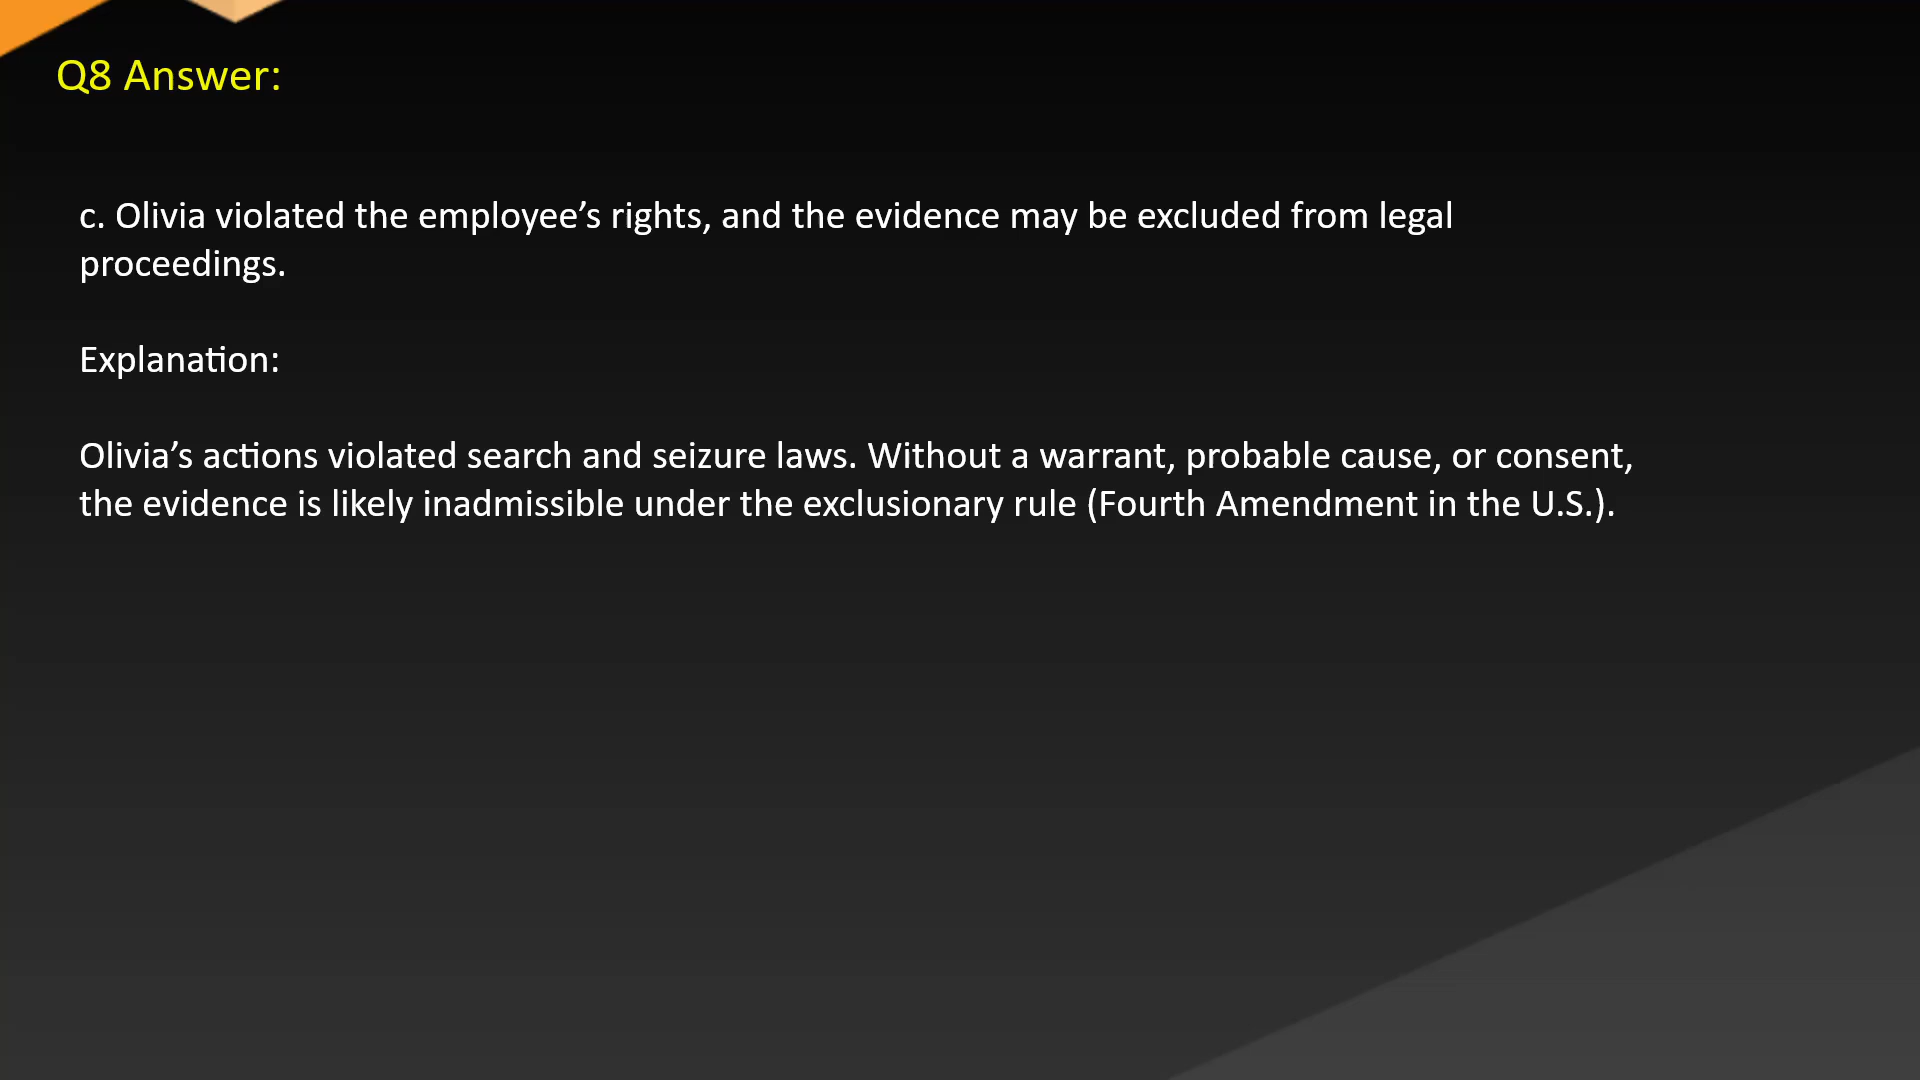 Q8 Answer:
c. Olivia violated the employee’s rights, and the evidence may be excluded from legal
proceedings.
Explanation:
Olivia’s actions violated search and seizure laws. Without a warrant, probable cause, or consent,
the evidence is likely inadmissible under the exclusionary rule (Fourth Amendment in the U.S.).